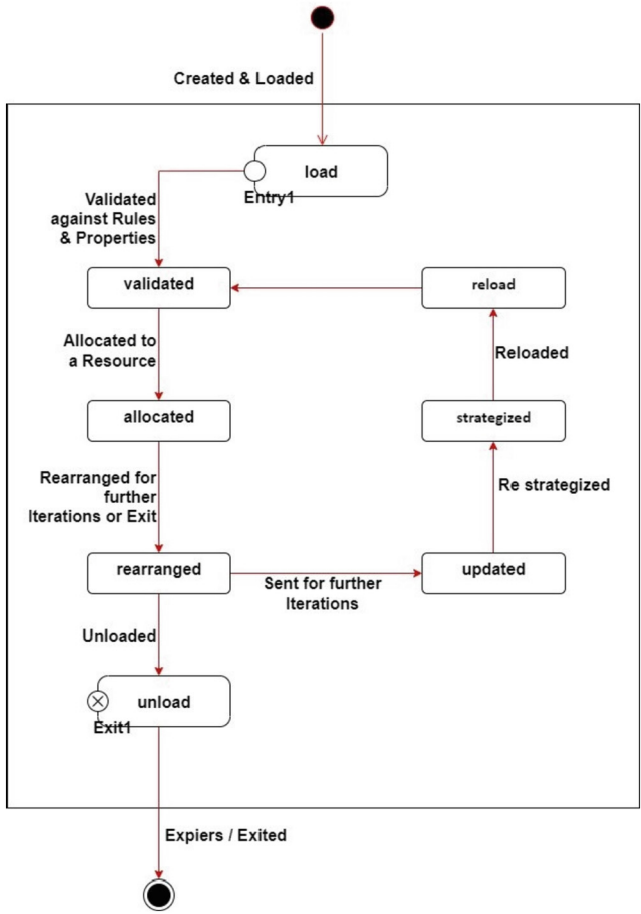 Created & Loaded
load
Entry1
Validated
against Rules
& Properties
validated
reload
Allocated to
a Resource
Reloaded
allocated
strategized
Rearranged for
further
Iterations or Exit
Re strategized
rearranged
updated
Sent for further
Iterations
Unloaded
unload
Exit1
Expiers / Exited